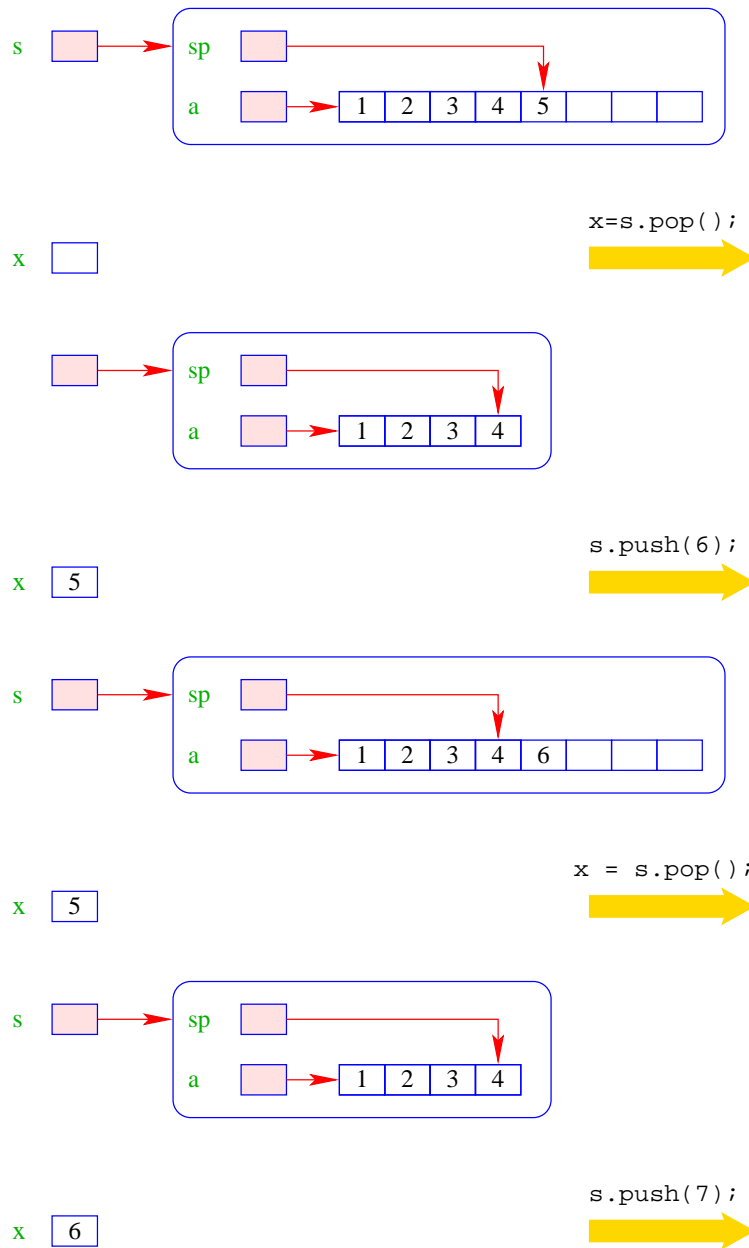 s sp
a 1 2 3 4 5
x=s.pop();
x
sp
a 1 2 3 4
s.push(6);
x 5
s sp
a 1 2 3 4 6
x = s.pop();
x 5
s sp
a 1 2 3 4
s.push(7);
x 6